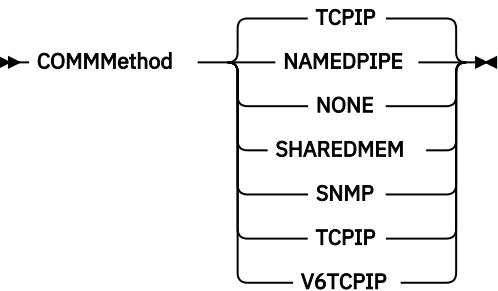 TCPIP
COMMMethod NAMEDPIPE
NONE
SHAREDMEM
SNMP
TCPIP
V6TCPIP